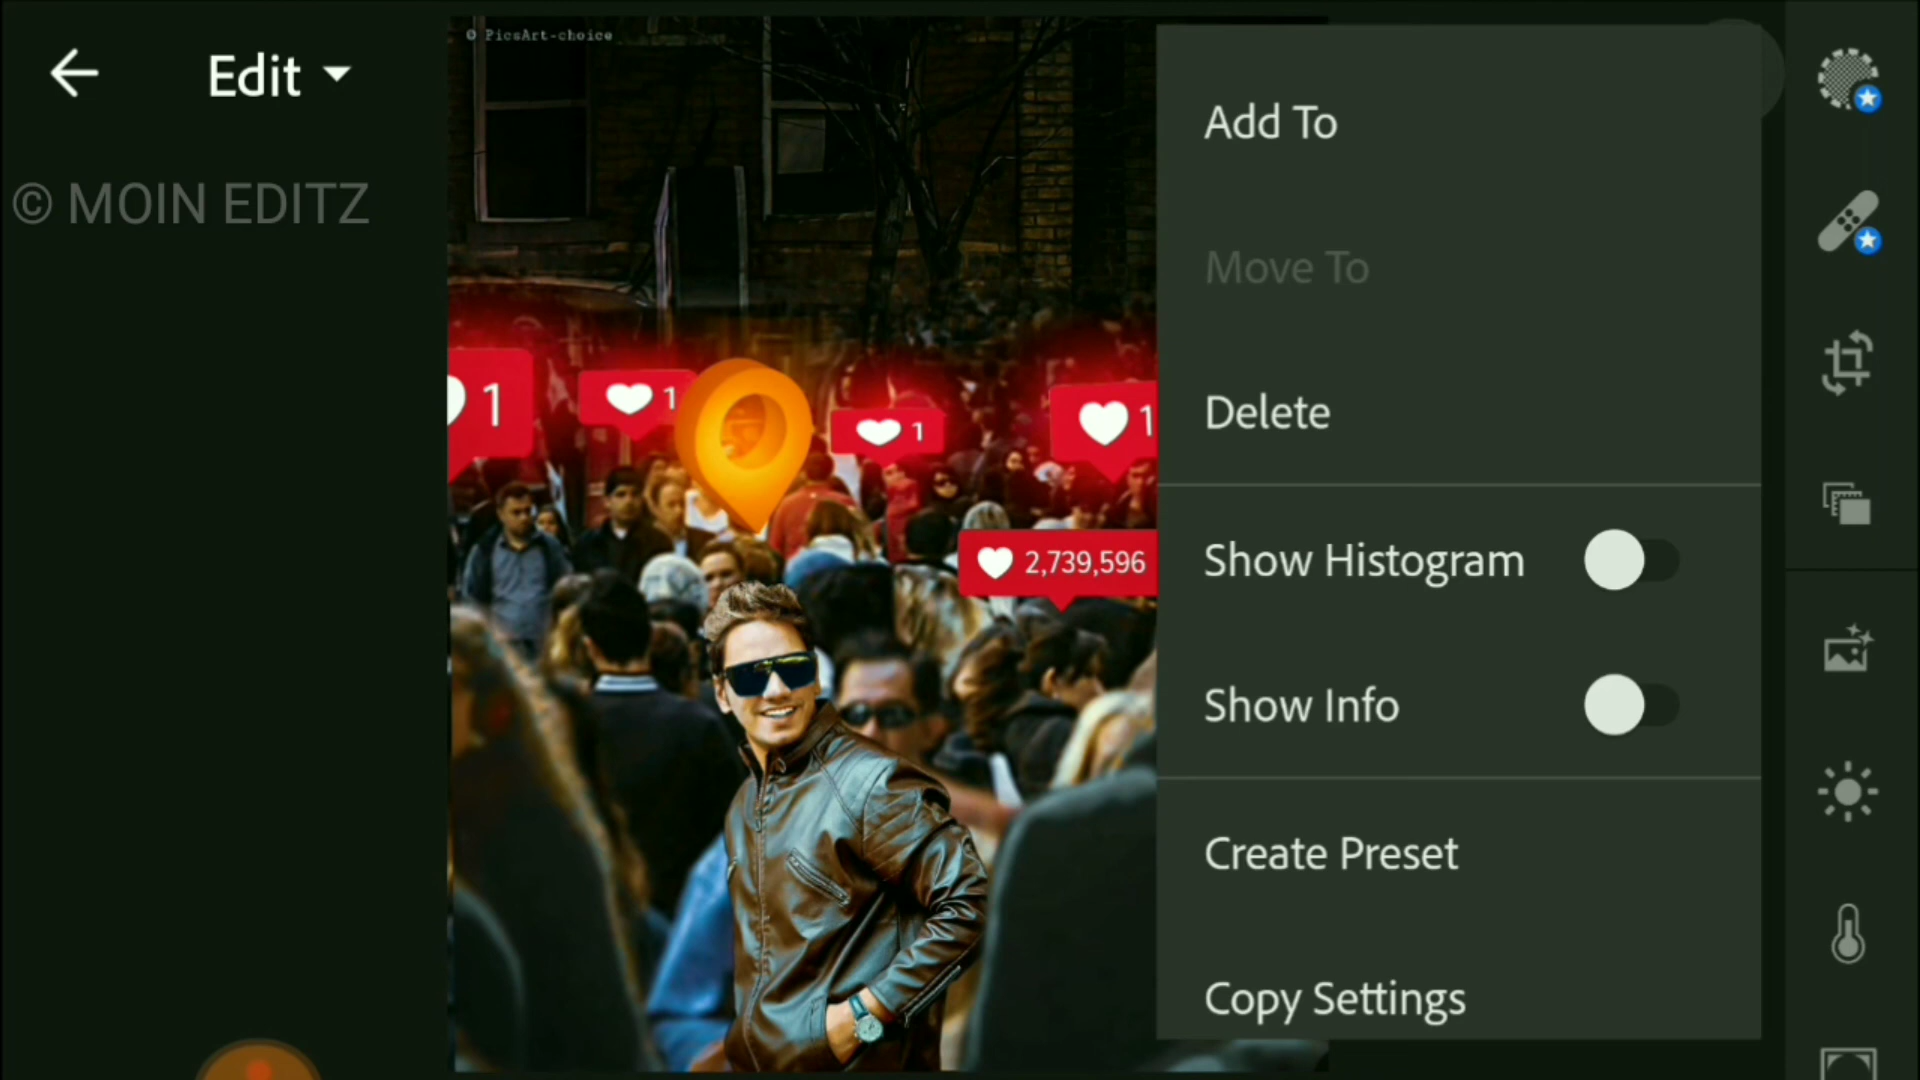 © PicsArt-choice
Edit
© MOIN EDITZ
Add To
Move To
Delete
Show Histogram
Show Info
Create Preset
Copy Settings
1
1
1
1
2,739,596